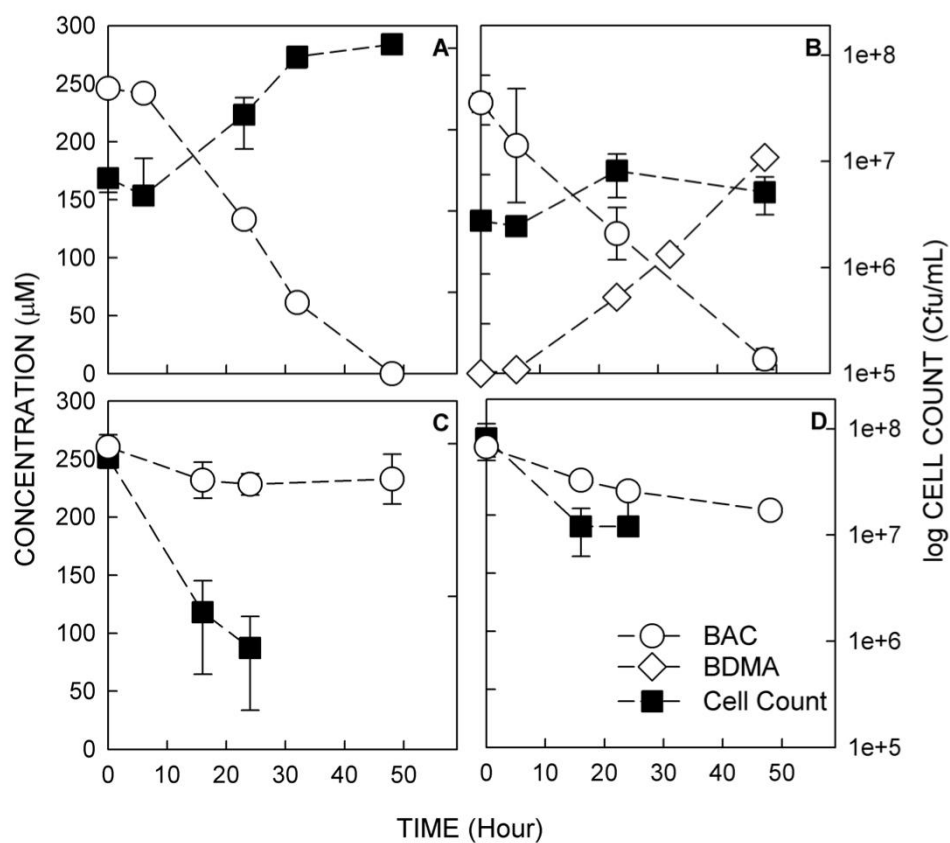 300
250
200
150
100
50
0
A
B
1e+8
1e+7
1e+6
1e+5
CONCENTRATION (μM)
log CELL COUNT (Cfu/mL)
300
250
200
150
100
50
0
C
D
1e+8
1e+7
1e+6
1e+5
BAC
BDMA
Cell Count
0 10 20 30 40 50
0 10 20 30 40 50
TIME (Hour)